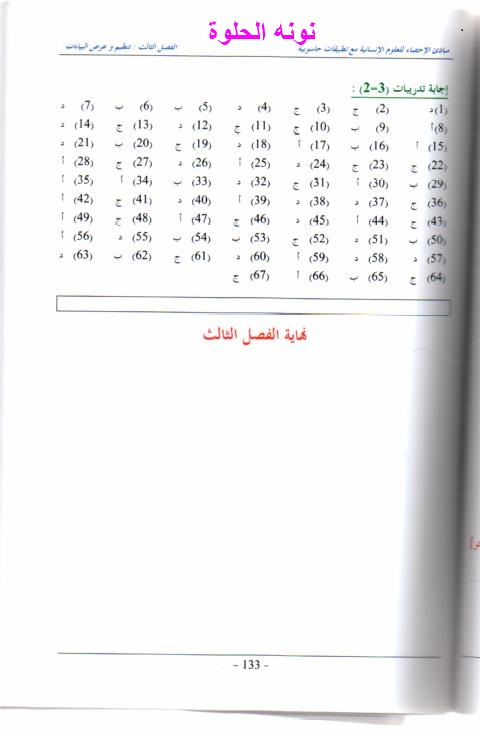 نونه الحلوة
مبادئ الإحصاء للعلوم الإنسانية مع تطبيقات حاسوبية الفصل الثالث : تنظيم و عرض البيانات
إجابة تدريبات (3-2) :
(1) د (2) ج (3) ج (4) د (5) ب (6) ب (7) د
(8) أ (9) ب (10) ج (11) ج (12) د (13) ج (14) د
(15) أ (16) ب (17) أ (18) د (19) ج (20) ب (21) د
(22) ج (23) ج (24) د (25) أ (26) د (27) ج (28) أ
(29) ب (30) أ (31) ج (32) د (33) ب (34) أ (35) أ
(36) ج (37) د (38) د (39) أ (40) د (41) ج (42) أ
(43) ج (44) أ (45) د (46) ج (47) أ (48) ج (49) أ
(50) ب (51) د (52) ج (53) ب (54) ب (55) د (56) أ
(57) د (58) د (59) أ (60) د (61) ج (62) ب (63) د
(64) ج (65) ب (66) أ (67) ج
نهاية الفصل الثالث
- 133 -